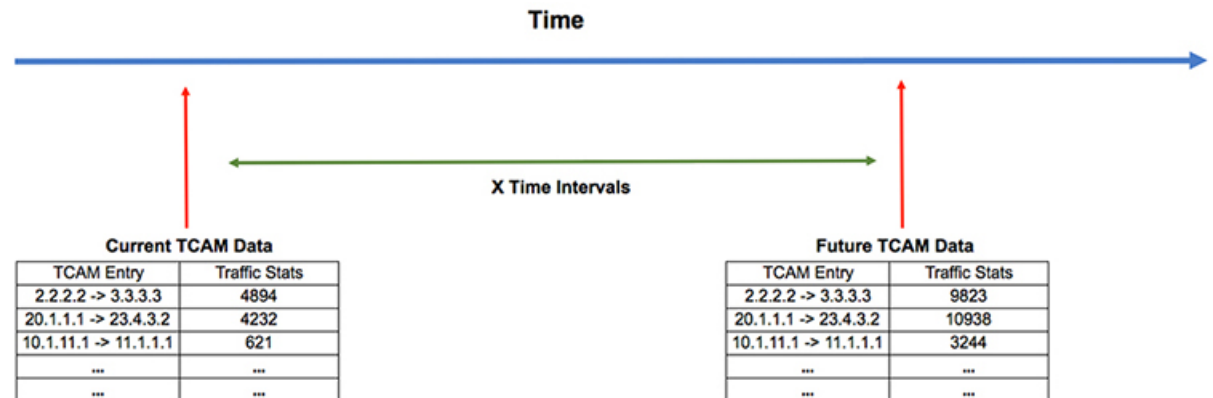 Time
X Time Intervals
Current TCAM Data
TCAM Entry Traffic Stats
2.2.2.2 -> 3.3.3.3 4894
20.1.1.1 -> 23.4.3.2 4232
10.1.11.1 -> 11.1.1.1 621
... ...
... ...
Future TCAM Data
TCAM Entry Traffic Stats
2.2.2.2 -> 3.3.3.3 9823
20.1.1.1 -> 23.4.3.2 10938
10.1.11.1 -> 11.1.1.1 3244
... ...
... ...